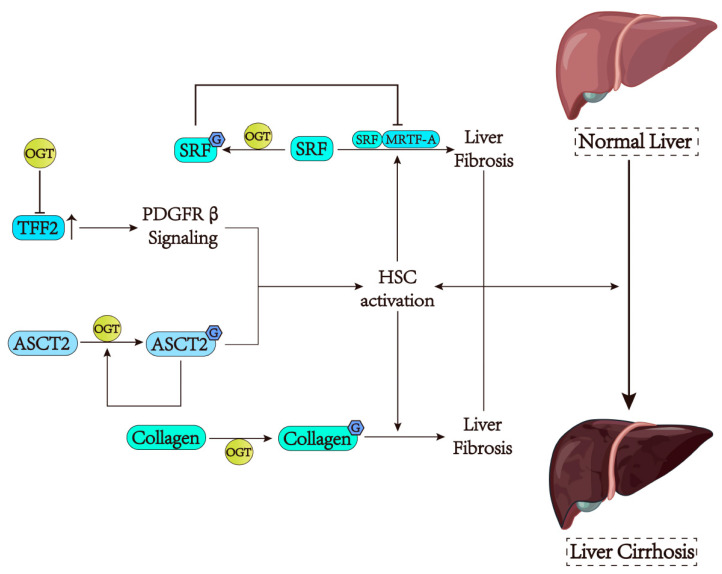 G
OGT
SRF
SRF
SRF
MRTF-A
Liver
Fibrosis
Normal Liver
OGT
TFF2
PDGFR β
Signaling
HSC
activation
OGT
G
ASCT2
ASCT2
G
Collagen
OGT
Collagen
Liver
Fibrosis
Liver Cirrhosis